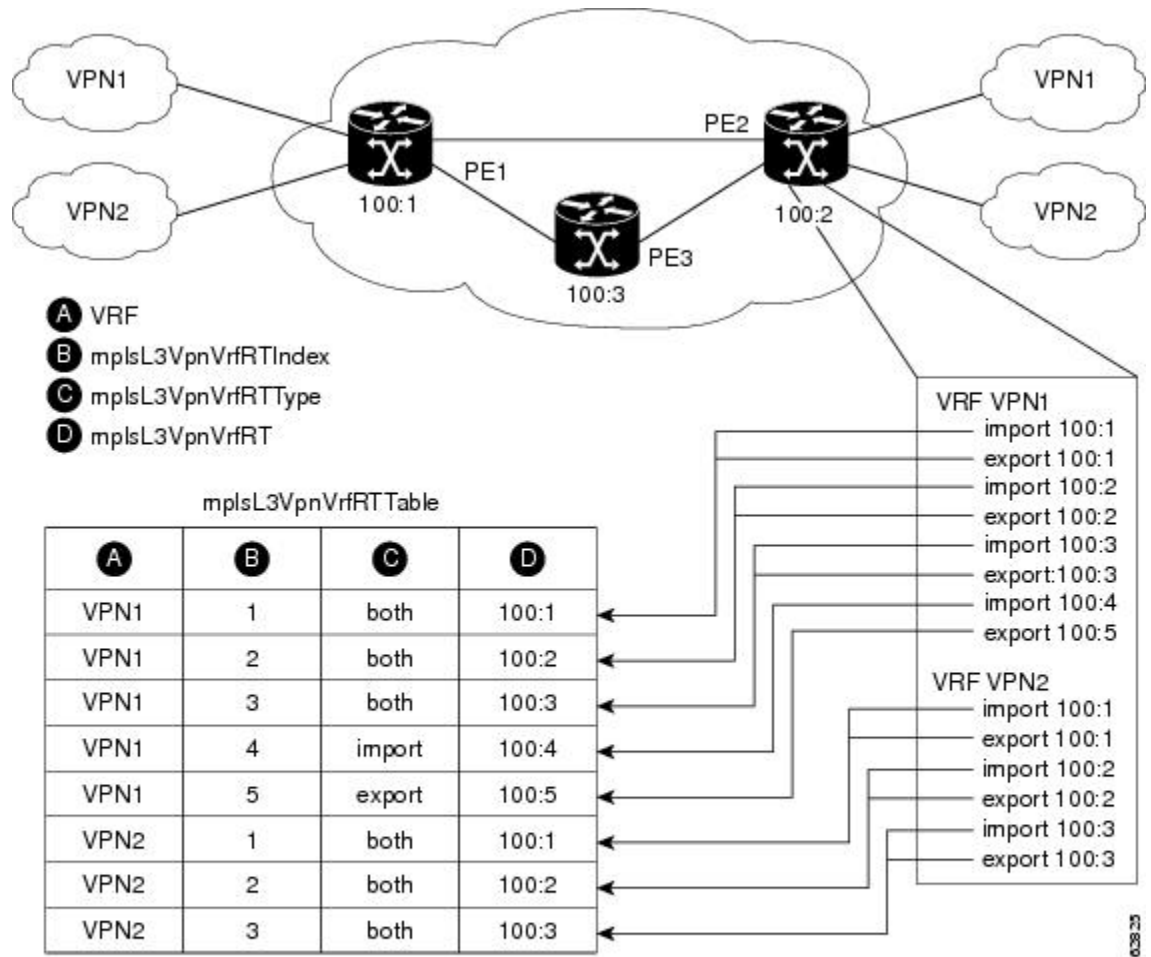 VPN1
VPN1
PE2
PE1
VPN2
100:1
100:2
VPN2
PE3
100:3
A VRF
B mplsL3VpnVrfRTIndex
C mplsL3VpnVrfRTType
D mplsL3VpnVrfRT
VRF VPN1
import 100:1
export 100:1
import 100:2
export 100:2
import 100:3
export:100:3
import 100:4
export 100:5
VRF VPN2
import 100:1
export 100:1
import 100:2
export 100:2
import 100:3
export 100:3
mplsL3VpnVrfRTTable
A B C D
VPN1 1 both 100:1
VPN1 2 both 100:2
VPN1 3 both 100:3
VPN1 4 import 100:4
VPN1 5 export 100:5
VPN2 1 both 100:1
VPN2 2 both 100:2
VPN2 3 both 100:3
62825